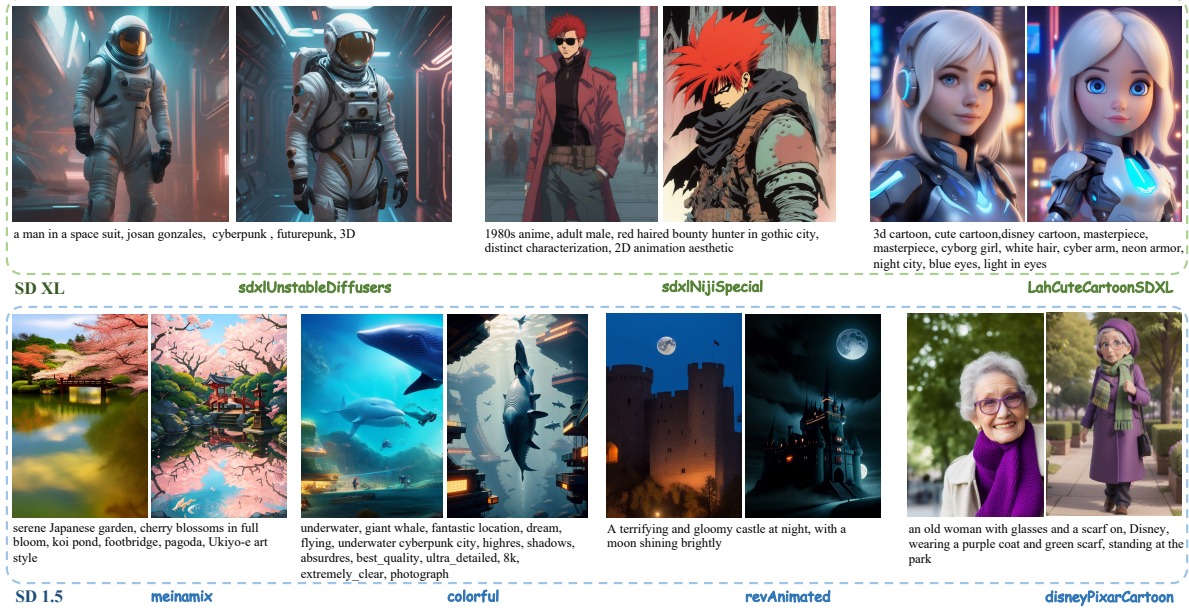 a man in a space suit, josan gonzales,  cyberpunk , futurepunk, 3D
1980s anime, adult male, red haired bounty hunter in gothic city,
distinct characterization, 2D animation aesthetic
3d cartoon, cute cartoon,disney cartoon, masterpiece,
masterpiece, cyborg girl, white hair, cyber arm, neon armor,
night city, blue eyes, light in eyes
SD XL
sdxlUnstableDiffusers
sdxlNijiSpecial
LahCuteCartoonSDXL
serene Japanese garden, cherry blossoms in full
bloom, koi pond, footbridge, pagoda, Ukiyo-e art
style
underwater, giant whale, fantastic location, dream,
flying, underwater cyberpunk city, highres, shadows,
absurdres, best_quality, ultra_detailed, 8k,
extremely_clear, photograph
A terrifying and gloomy castle at night, with a
moon shining brightly
an old woman with glasses and a scarf on, Disney,
wearing a purple coat and green scarf, standing at the
park
SD 1.5
meinamix
colorful
revAnimated
disneyPixarCartoon